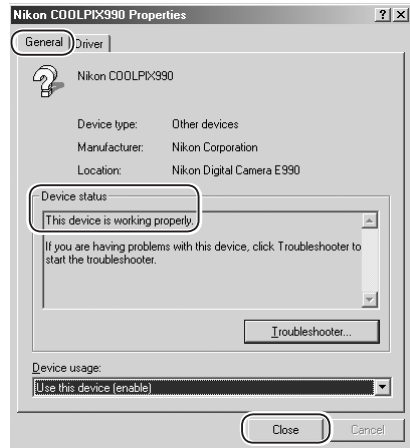 Nikon COOLPIX990 Properties
General Driver
Nikon COOLPIX990
Device type: Other devices
Manufacturer: Nikon Corporation
Location: Nikon Digital Camera E990
Device status
This device is working properly.
If you are having problems with this device, click Troubleshooter to
start the troubleshooter.
Troubleshooter...
Device usage:
Use this device (enable)
Close Cancel